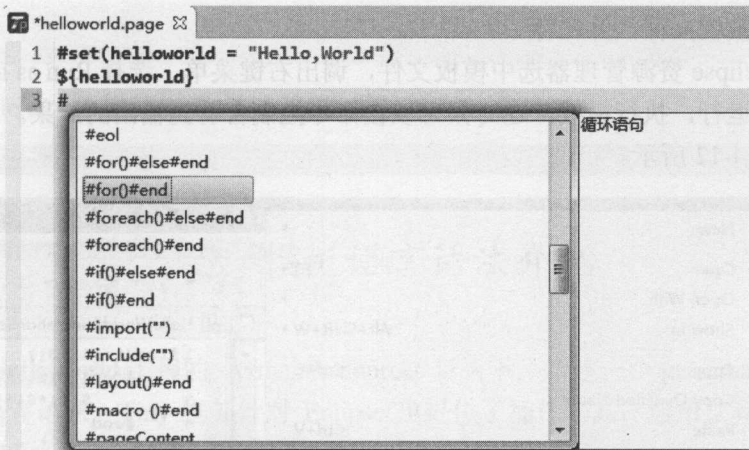 *helloworld.page
1 #set(helloworld = "Hello,World")
2 ${helloworld}
3 #
#eol
#for()#else#end
#for()#end
#foreach()#else#end
#foreach()#end
#if()#else#end
#if()#end
#import("")
#include("")
#layout()#end
#macro ()#end
#pageContent
循环语句